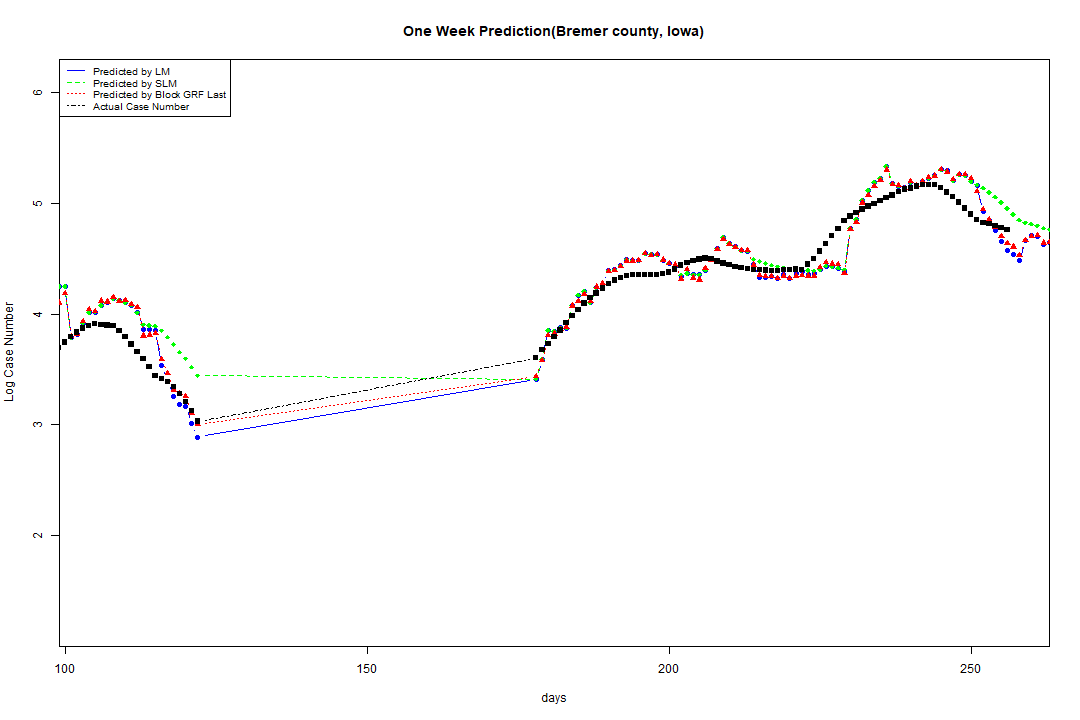 One Week Prediction(Bremer county, Iowa)
Predicted by LM
Predicted by SLM
Predicted by Block GRF Last
Actual Case Number
6
5
4
3
2
Log Case Number
100 150 200 250
days